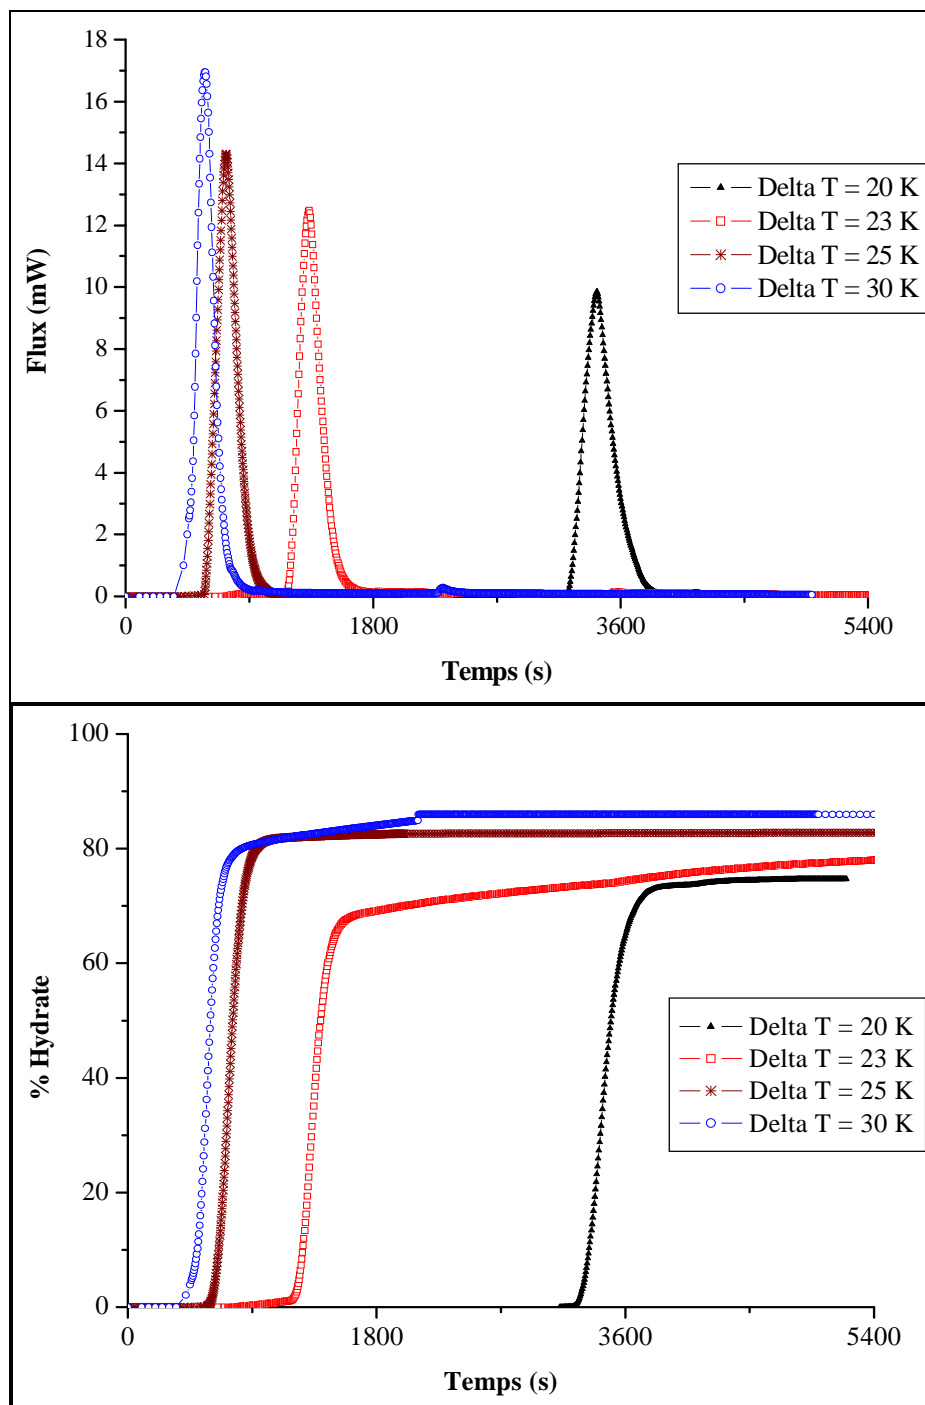 18
16
14
12
10
8
6
4
2
0
Flux (mW)
Delta T = 20 K
Delta T = 23 K
Delta T = 25 K
Delta T = 30 K
0 1800 3600 5400
Temps (s)
100
80
60
40
20
0
% Hydrate
Delta T = 20 K
Delta T = 23 K
Delta T = 25 K
Delta T = 30 K
0 1800 3600 5400
Temps (s)